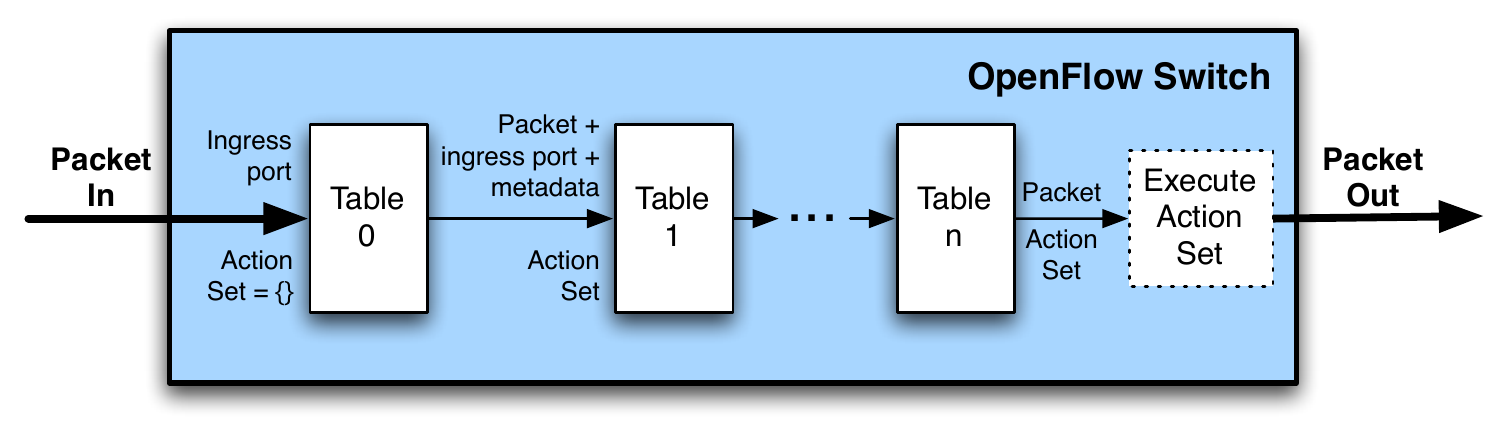 OpenFlow Switch
Packet
In
Ingress
port
Action
Set = {}
Table
0
Packet +
ingress port +
metadata
Action
Set
Table
1
...
Table
n
Packet
Action
Set
Execute
Action
Set
Packet
Out